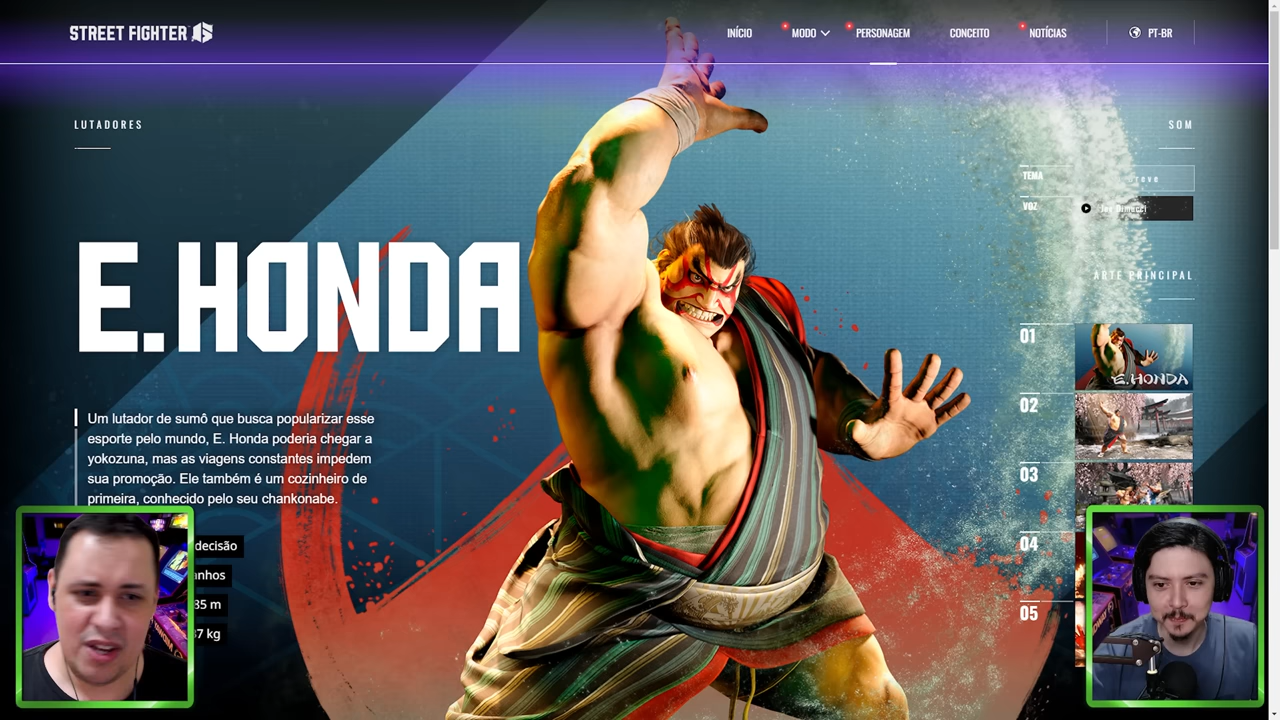 STREET FIGHTER 6
INÍCIO
MODO
PERSONAGEM
CONCEITO
NOTÍCIAS
PT-BR
LUTADORES
E.HONDA
Um lutador de sumô que busca popularizar esse
esporte pelo mundo, E. Honda poderia chegar a
yokozuna, mas as viagens constantes impedem
sua promoção. Ele também é um cozinheiro de
primeira, conhecido pelo seu chankonabe.
decisão
SOM
TEMA
VOZ
ARTE PRINCIPAL
01
E.HONDA
02
03
04
05